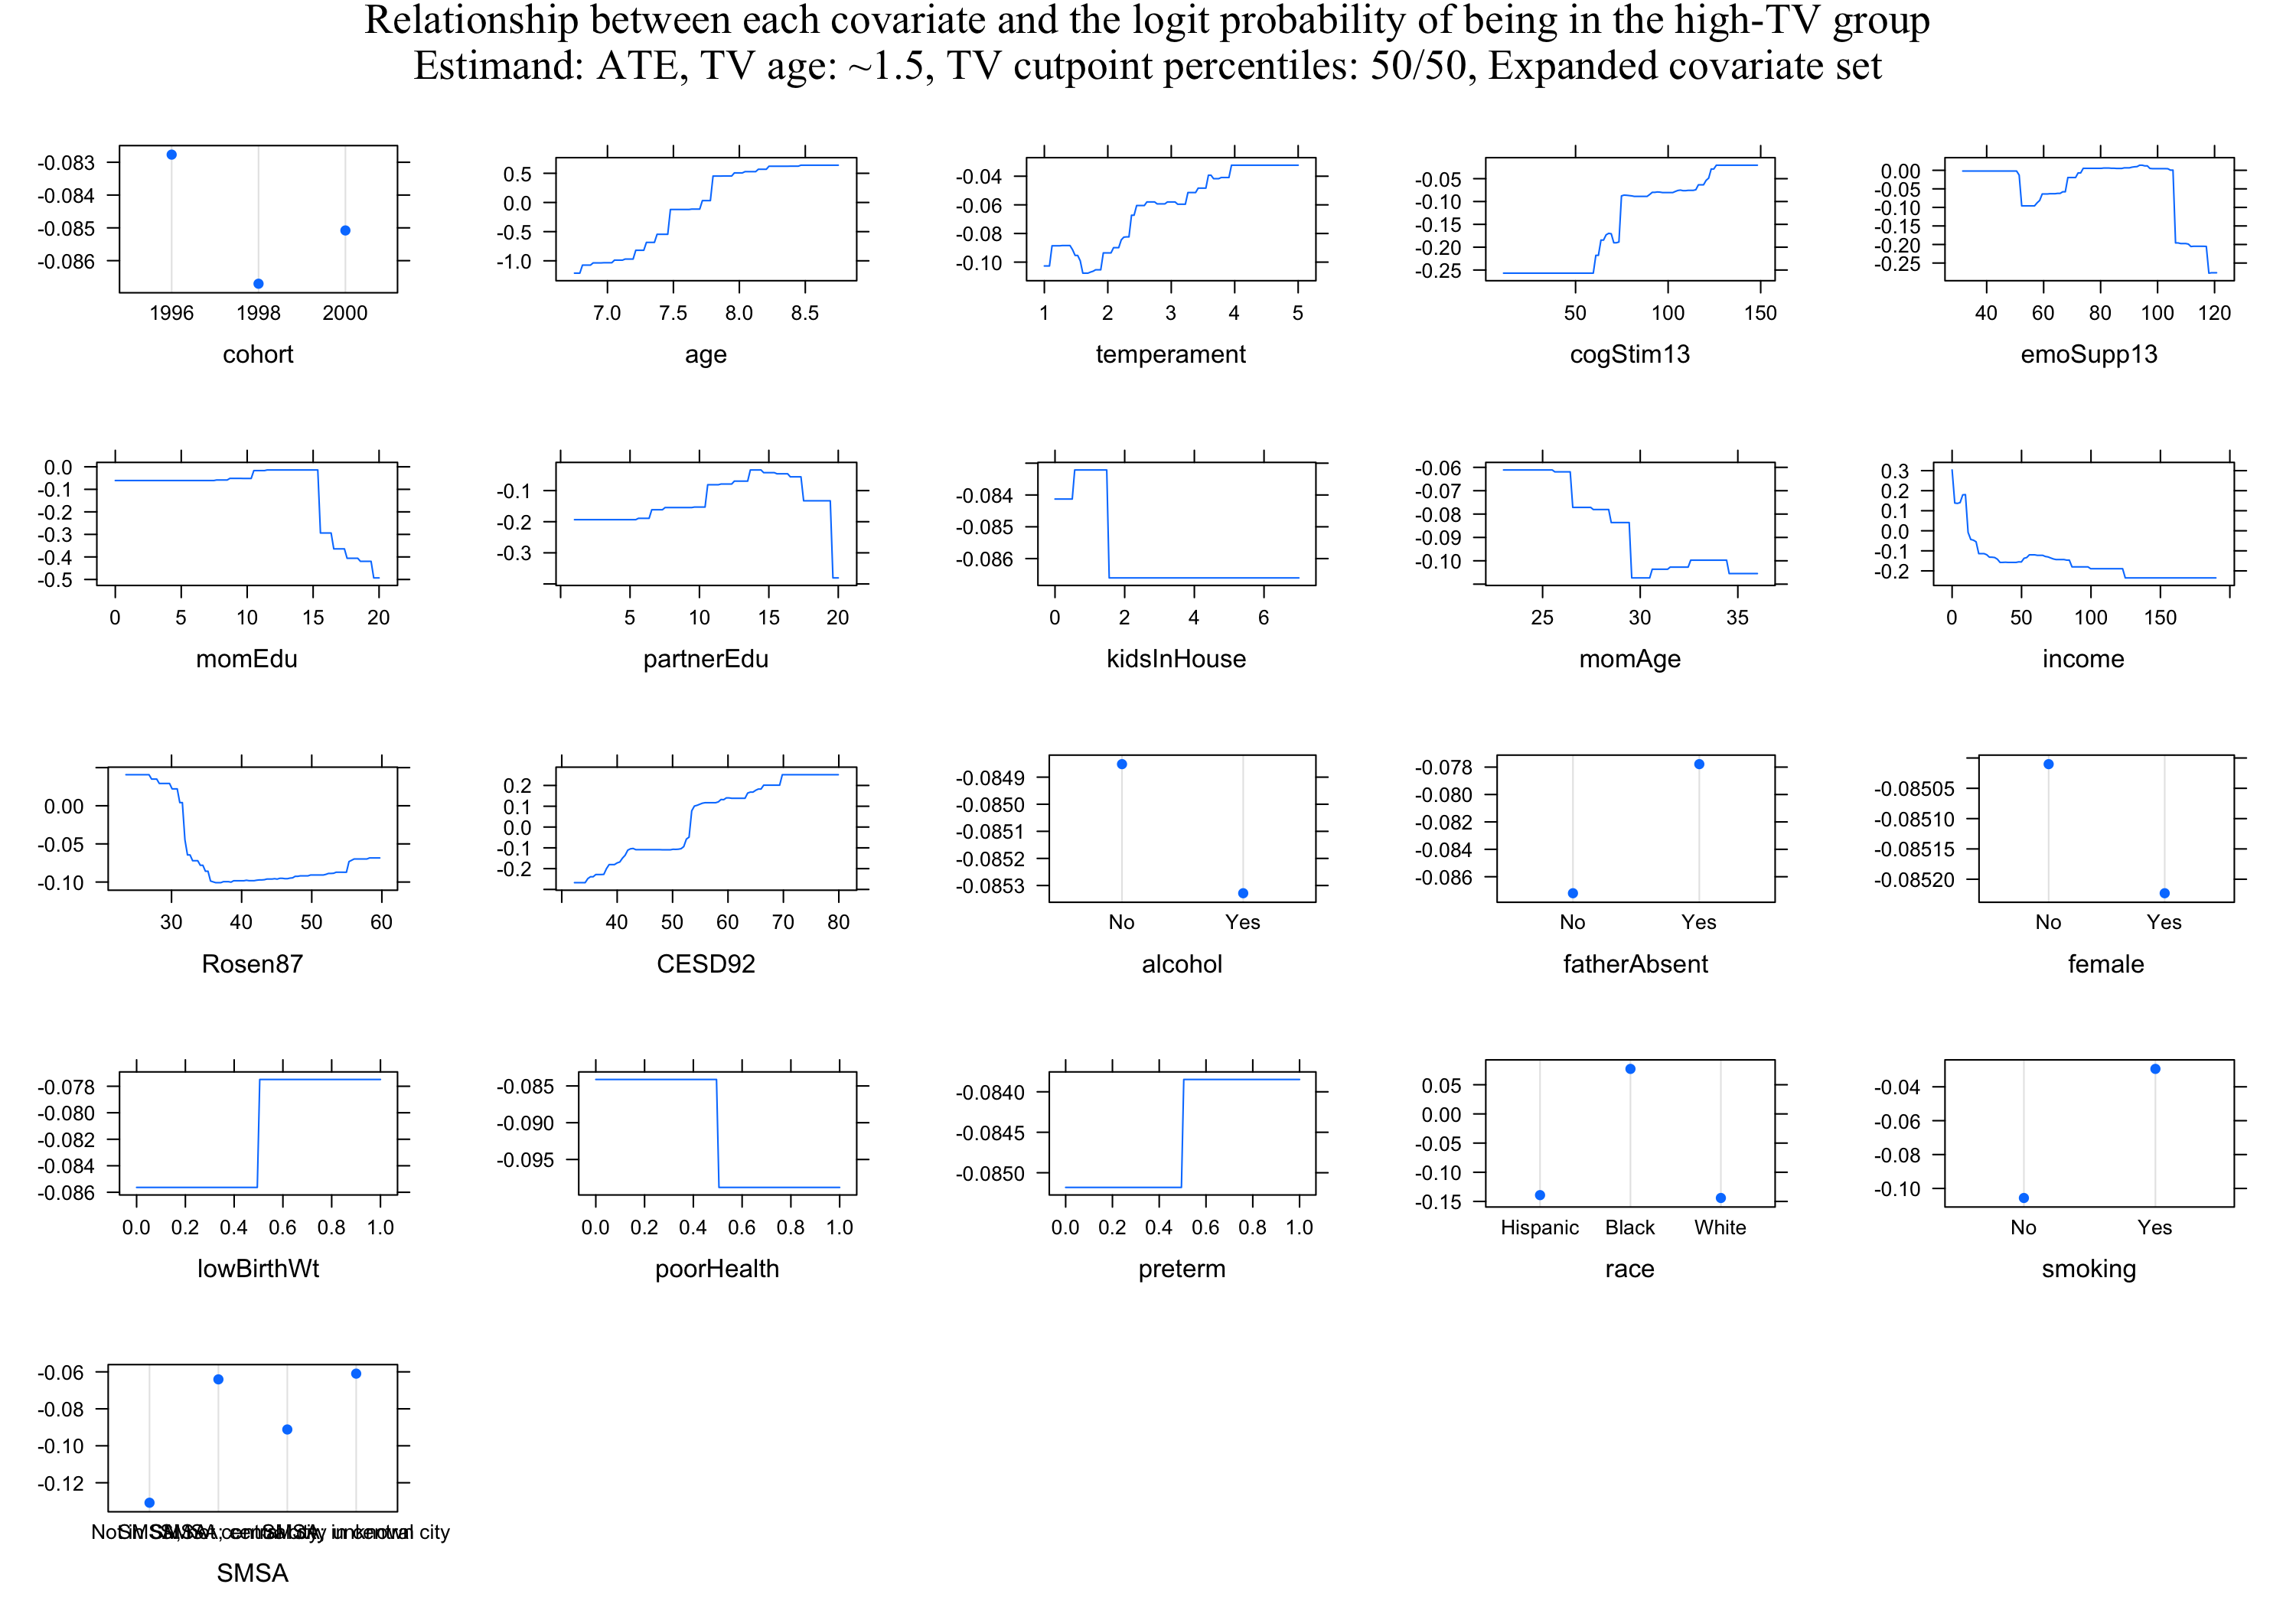 Relationship between each covariate and the logit probability of being in the high-TV group
Estimand: ATE, TV age: ~1.5, TV cutpoint percentiles: 50/50, Expanded covariate set
-0.083
-0.084
-0.085
-0.086
1996 1998 2000
cohort
0.5
0.0
-0.5
-1.0
7.0 7.5 8.0 8.5
age
-0.04
-0.06
-0.08
-0.10
1 2 3 4 5
temperament
-0.05
-0.10
-0.15
-0.20
-0.25
50 100 150
cogStim13
0.00
-0.05
-0.10
-0.15
-0.20
-0.25
40 60 80 100 120
emoSupp13
0.0
-0.1
-0.2
-0.3
-0.4
-0.5
0 5 10 15 20
momEdu
-0.1
-0.2
-0.3
5 10 15 20
partnerEdu
-0.084
-0.085
-0.086
0 2 4 6
kidsInHouse
-0.06
-0.07
-0.08
-0.09
-0.10
25 30 35
momAge
0.3
0.2
0.1
0.0
-0.1
-0.2
0 50 100 150
income
0.00
-0.05
-0.10
30 40 50 60
Rosen87
0.2
0.1
0.0
-0.1
-0.2
40 50 60 70 80
CESD92
-0.0849
-0.0850
-0.0851
-0.0852
-0.0853
No Yes
alcohol
-0.078
-0.080
-0.082
-0.084
-0.086
No Yes
fatherAbsent
-0.08505
-0.08510
-0.08515
-0.08520
No Yes
female
-0.078
-0.080
-0.082
-0.084
-0.086
0.0 0.2 0.4 0.6 0.8 1.0
lowBirthWt
-0.085
-0.090
-0.095
0.0 0.2 0.4 0.6 0.8 1.0
poorHealth
-0.0840
-0.0845
-0.0850
0.0 0.2 0.4 0.6 0.8 1.0
preterm
0.05
0.00
-0.05
-0.10
-0.15
Hispanic Black White
race
-0.04
-0.06
-0.08
-0.10
No Yes
smoking
-0.06
-0.08
-0.10
-0.12
SMSA